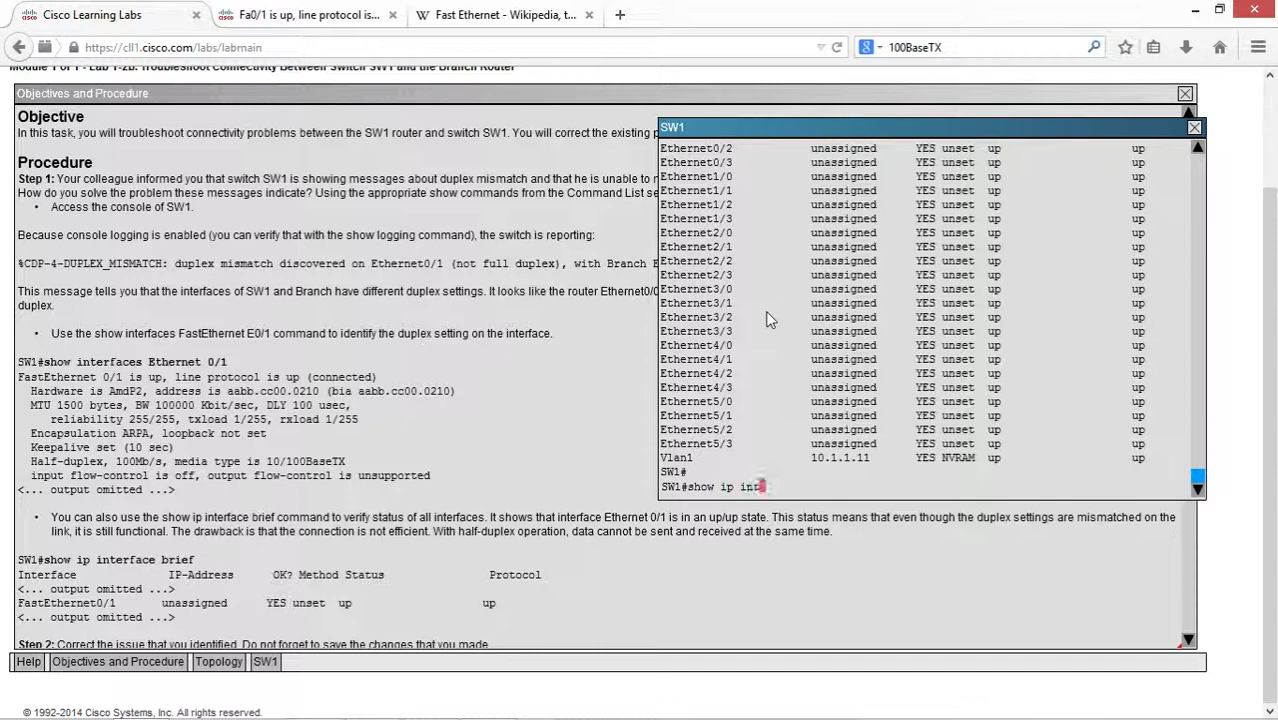 Cisco Learning Labs
Fa0/1 is up, line protocol is...
Fast Ethernet - Wikipedia, t...
https://cll1.cisco.com/labs/labmain
100BaseTX
Module 1 of 1 - Lab 1-2B: Troubleshoot Connectivity Between Switch SW1 and the Branch Router
Objectives and Procedure
Objective
In this task, you will troubleshoot connectivity problems between the SW1 router and switch SW1. You will correct the existing p
Procedure
Step 1: Your colleague informed you that switch SW1 is showing messages about duplex mismatch and that he is unable to r
How do you solve the problem these messages indicate? Using the appropriate show commands from the Command List se
• Access the console of SW1.
Because console logging is enabled (you can verify that with the show logging command), the switch is reporting:
%CDP-4-DUPLEX_MISMATCH: duplex mismatch discovered on Ethernet0/1 (not full duplex), with Branch E
This message tells you that the interfaces of SW1 and Branch have different duplex settings. It looks like the router Ethernet0/0
duplex.
• Use the show interfaces FastEthernet E0/1 command to identify the duplex setting on the interface.
SW1#show interfaces Ethernet 0/1
FastEthernet 0/1 is up, line protocol is up (connected)
Hardware is AmdP2, address is aabb.cc00.0210 (bia aabb.cc00.0210)
MTU 1500 bytes, BW 100000 Kbit/sec, DLY 100 usec,
reliability 255/255, txload 1/255, rxload 1/255
Encapsulation ARPA, loopback not set
Keepalive set (10 sec)
Half-duplex, 100Mb/s, media type is 10/100BaseTX
input flow-control is off, output flow-control is unsupported
<... output omitted ...>
• You can also use the show ip interface brief command to verify status of all interfaces. It shows that interface Ethernet 0/1 is in an up/up state. This status means that even though the duplex settings are mismatched on the
link, it is still functional. The drawback is that the connection is not efficient. With half-duplex operation, data cannot be sent and received at the same time.
SW1#show ip interface brief
Interface IP-Address OK? Method Status Protocol
<... output omitted ...>
FastEthernet0/1 unassigned YES unset up up
<... output omitted ...>
Step 2: Correct the issue that you identified. Do not forget to save the changes that you made
SW1
Ethernet0/2 unassigned YES unset up up
Ethernet0/3 unassigned YES unset up up
Ethernet1/0 unassigned YES unset up up
Ethernet1/1 unassigned YES unset up up
Ethernet1/2 unassigned YES unset up up
Ethernet1/3 unassigned YES unset up up
Ethernet2/0 unassigned YES unset up up
Ethernet2/1 unassigned YES unset up up
Ethernet2/2 unassigned YES unset up up
Ethernet2/3 unassigned YES unset up up
Ethernet3/0 unassigned YES unset up up
Ethernet3/1 unassigned YES unset up up
Ethernet3/2 unassigned YES unset up up
Ethernet3/3 unassigned YES unset up up
Ethernet4/0 unassigned YES unset up up
Ethernet4/1 unassigned YES unset up up
Ethernet4/2 unassigned YES unset up up
Ethernet4/3 unassigned YES unset up up
Ethernet5/0 unassigned YES unset up up
Ethernet5/1 unassigned YES unset up up
Ethernet5/2 unassigned YES unset up up
Ethernet5/3 unassigned YES unset up up
Vlan1 10.1.1.11 YES NVRAM up up
SW1#
SW1#show ip int
Help Objectives and Procedure Topology SW1
© 1992-2014 Cisco Systems, Inc. All rights reserved.